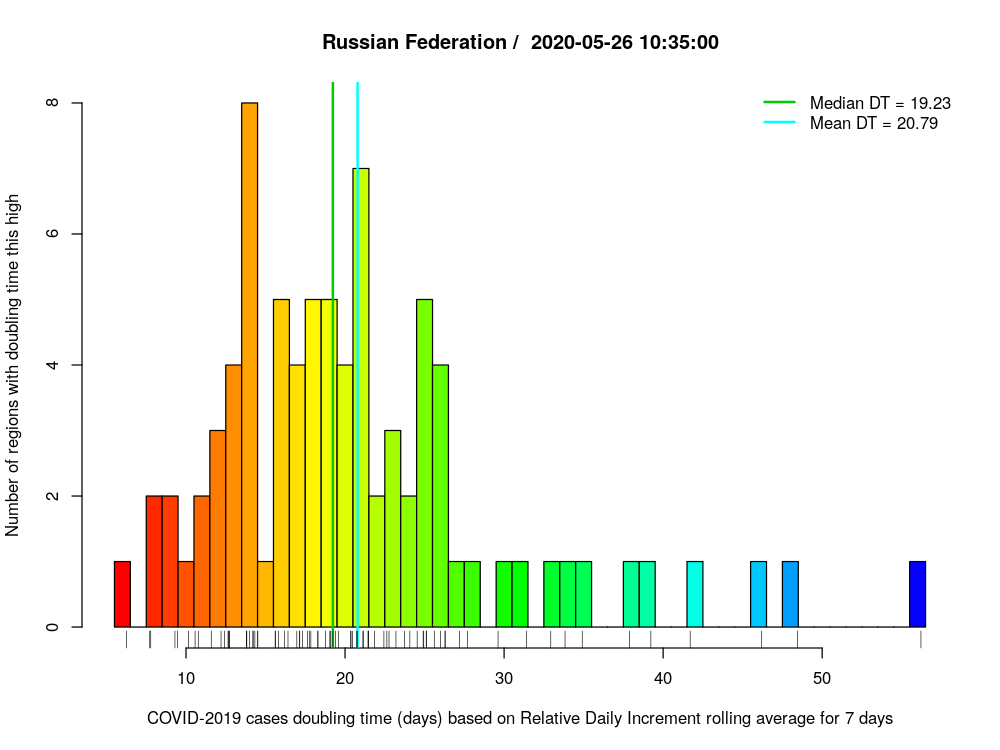 Russian Federation /  2020-05-26 10:35:00
Median DT = 19.23
Mean DT = 20.79
Number of regions with doubling time this high
8
6
4
2
0
10 20 30 40 50
COVID-2019 cases doubling time (days) based on Relative Daily Increment rolling average for 7 days